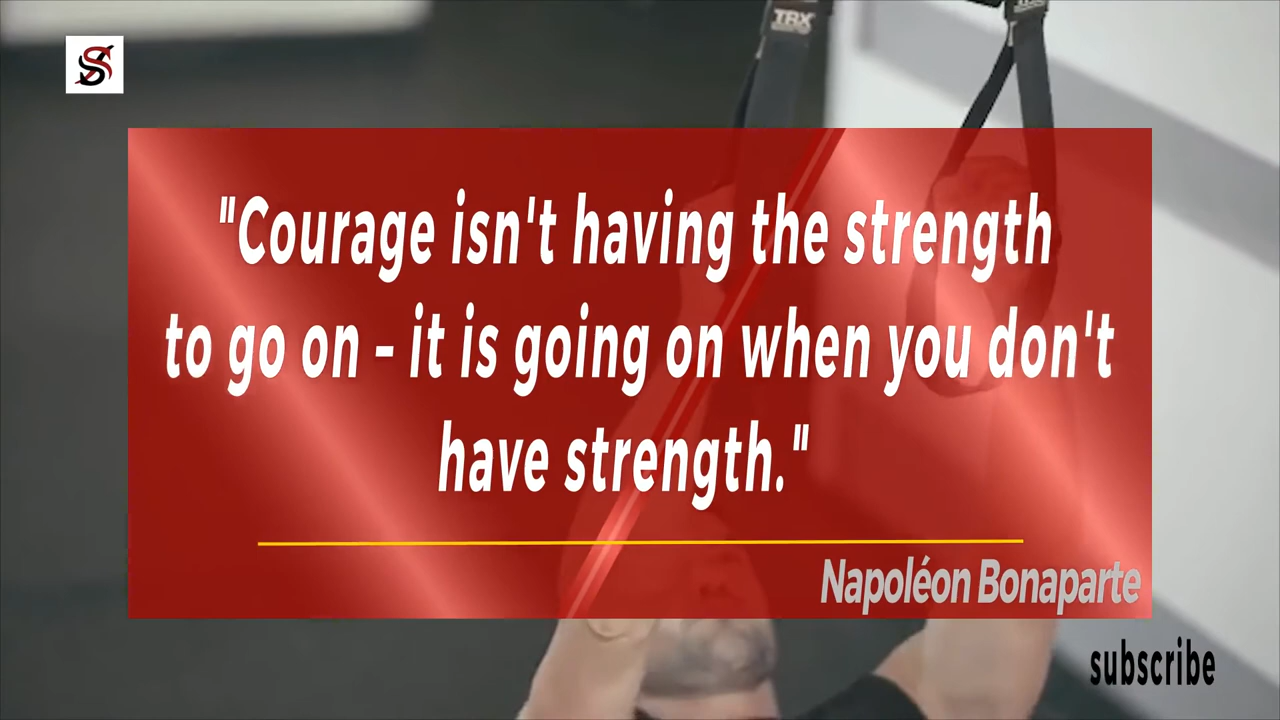 TRX
"Courage isn't having the strength
to go on - it is going on when you don't
have strength."
Napoléon Bonaparte
subscribe